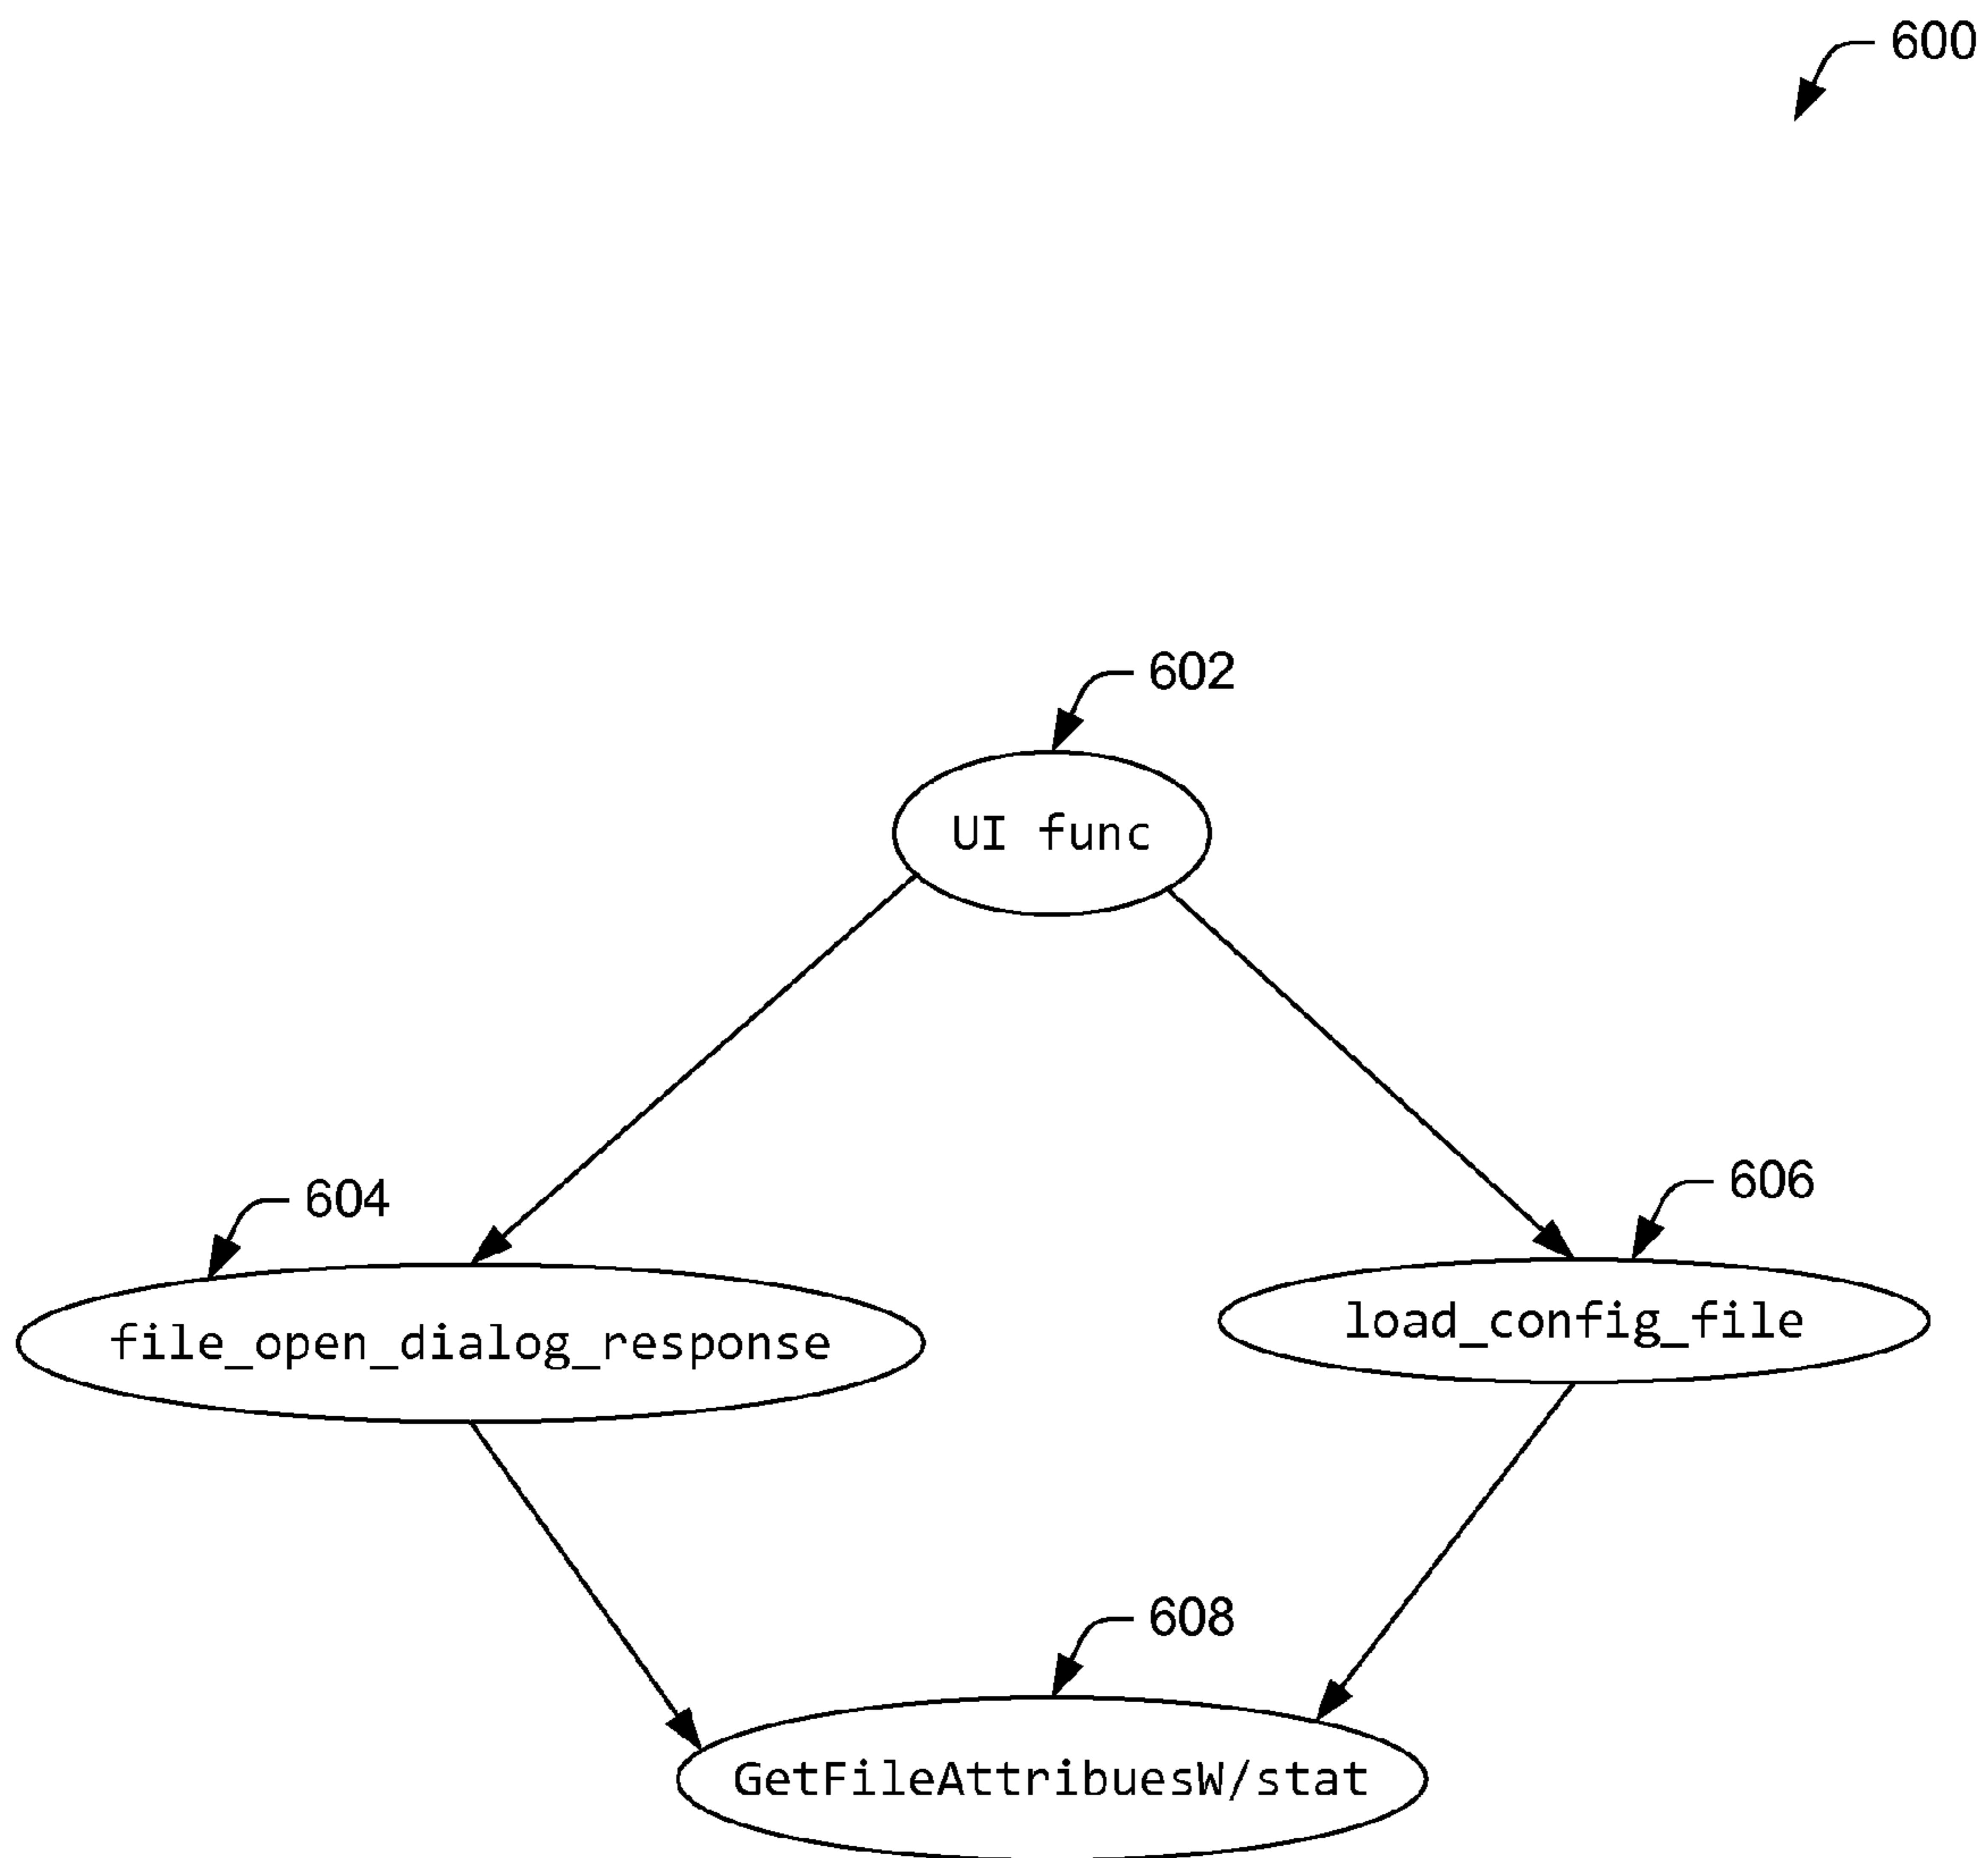 600
602
UI func
604
606
file_open_dialog_response
load_config_file
608
GetFileAttribuesW/stat